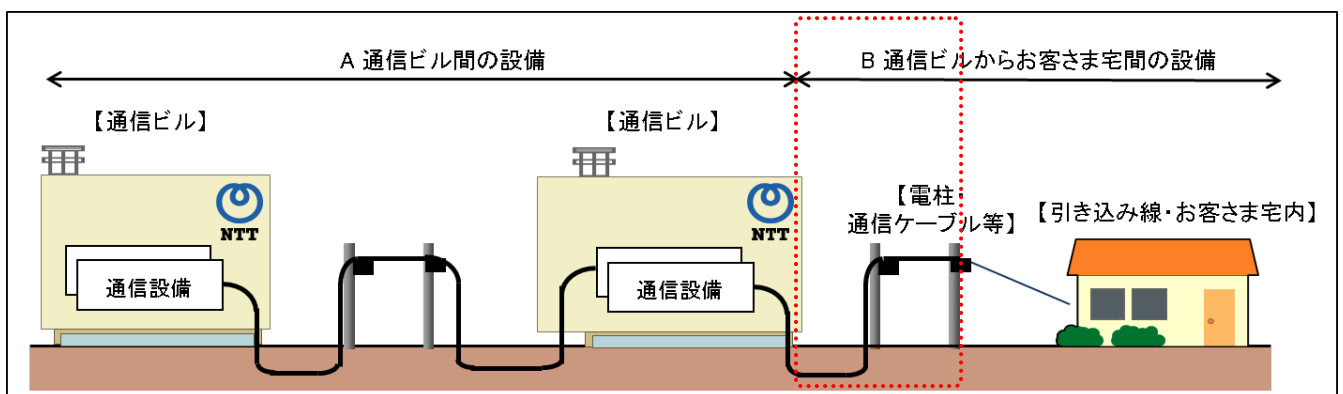 A 通信ビル間の設備
B 通信ビルからお客さま宅間の設備
【通信ビル】
【通信ビル】
【電柱・
通信ケーブル等】
【引き込み線・お客さま宅内】
NTT
NTT
通信設備
通信設備